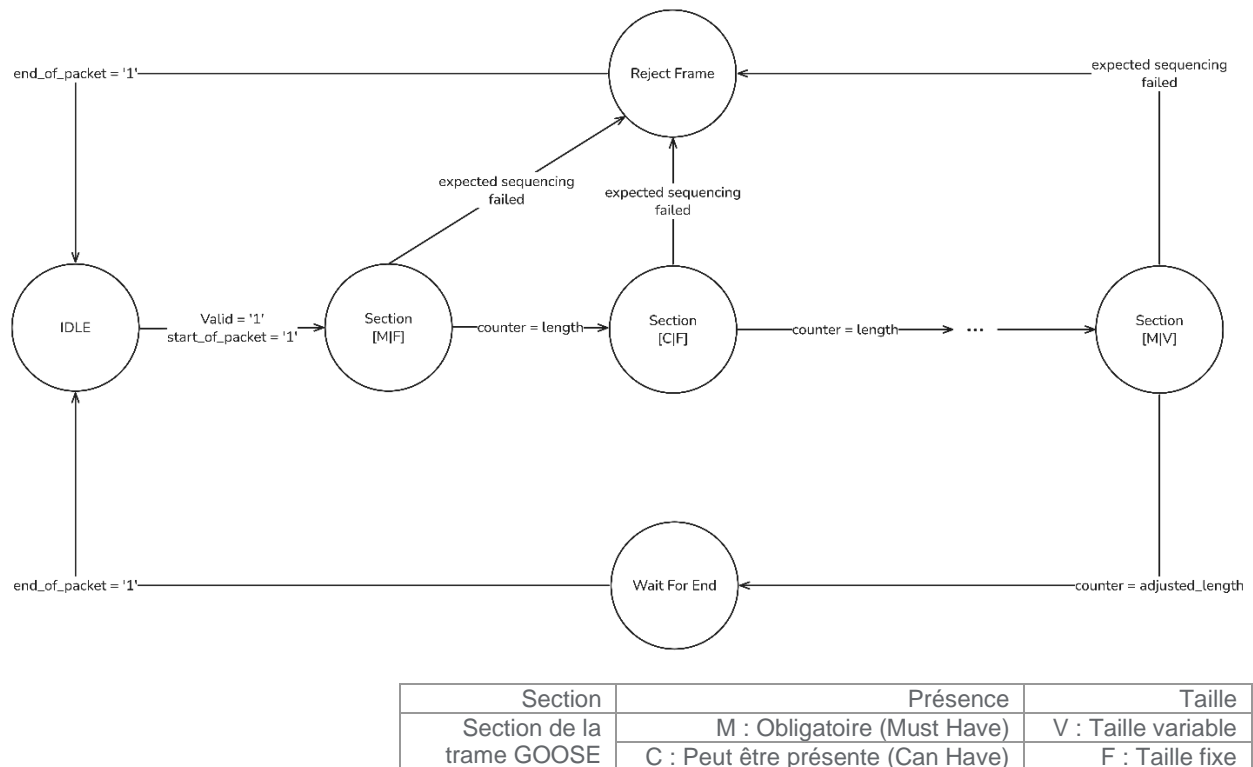 end_of_packet = '1'
Reject Frame
expected sequencing
failed
expected sequencing
failed
expected sequencing
failed
IDLE
Valid = '1'
start_of_packet = '1'
Section
[M|F]
counter = length
Section
[C|F]
counter = length
...
Section
[M|V]
end_of_packet = '1'
Wait For End
counter = adjusted_length
Section Présence Taille
Section de la M : Obligatoire (Must Have) V : Taille variable
trame GOOSE C : Peut être présente (Can Have) F : Taille fixe